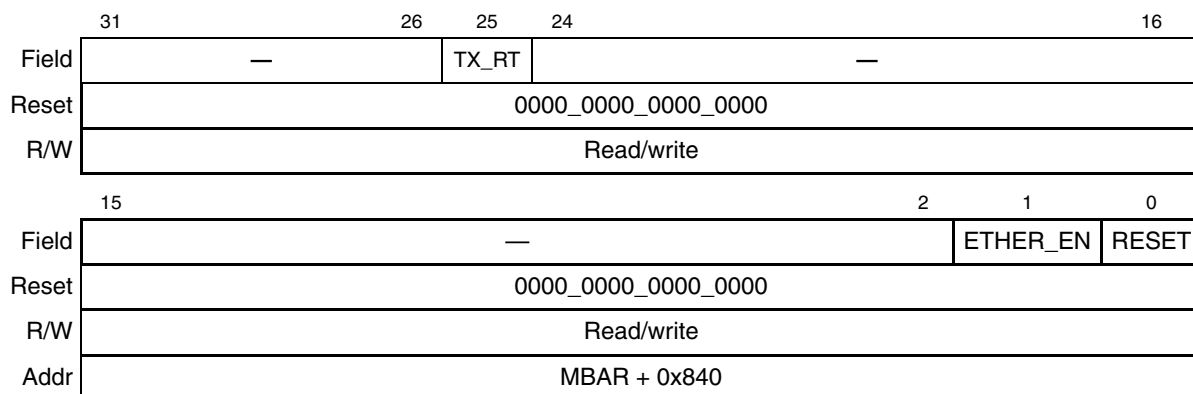 31 26 25 24 16
Field — TX_RT —
Reset 0000_0000_0000_0000
R/W Read/write
15 2 1 0
Field — ETHER_EN RESET
Reset 0000_0000_0000_0000
R/W Read/write
Addr MBAR + 0x840